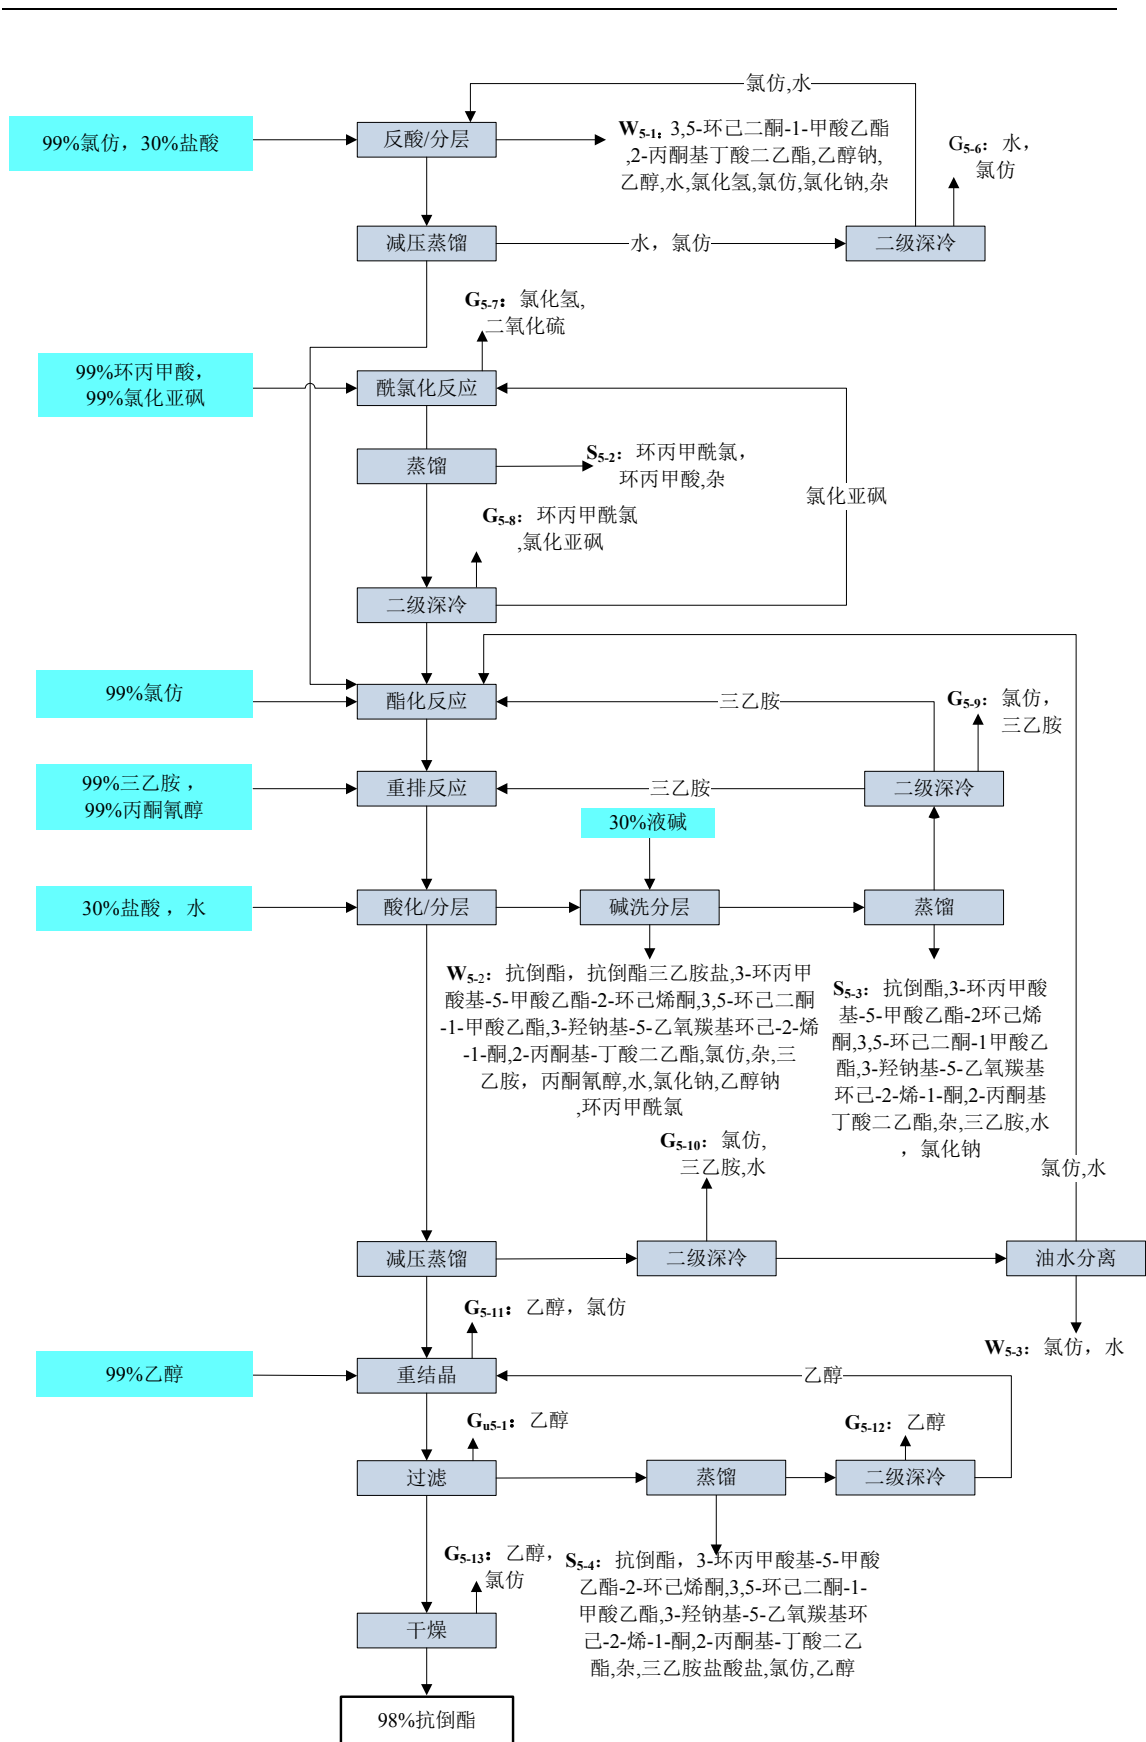 氯仿,水
99%氯仿，30%盐酸
反酸/分层
W5-1：3,5-环己二酮-1-甲酸乙酯
,2-丙酮基丁酸二乙酯,乙醇钠,
乙醇,水,氯化氢,氯仿,氯化钠,杂
G5-6：水，
氯仿
减压蒸馏
水，氯仿
二级深冷
G5-7：氯化氢,
二氧化硫
99%环丙甲酸，
99%氯化亚砜
酰氯化反应
蒸馏
S5-2：环丙甲酰氯，
环丙甲酸,杂
氯化亚砜
G5-8：环丙甲酰氯
,氯化亚砜
二级深冷
99%氯仿
酯化反应
三乙胺
G5-9：氯仿，
三乙胺
99%三乙胺，
99%丙酮氰醇
重排反应
三乙胺
二级深冷
30%液碱
30%盐酸，水
酸化/分层
碱洗分层
蒸馏
W5-2：抗倒酯，抗倒酯三乙胺盐,3-环丙甲
酸基-5-甲酸乙酯-2-环己烯酮,3,5-环己二酮
-1-甲酸乙酯,3-羟钠基-5-乙氧羰基环己-2-烯
-1-酮,2-丙酮基-丁酸二乙酯,氯仿,杂,三
乙胺，丙酮氰醇,水,氯化钠,乙醇钠
,环丙甲酰氯
S5-3：抗倒酯,3-环丙甲酸
基-5-甲酸乙酯-2环己烯
酮,3,5-环己二酮-1甲酸乙
酯,3-羟钠基-5-乙氧羰基
环己-2-烯-1-酮,2-丙酮基
丁酸二乙酯,杂,三乙胺,水
，氯化钠
G5-10：氯仿,
三乙胺,水
氯仿,水
减压蒸馏
二级深冷
油水分离
G5-11：乙醇，氯仿
W5-3：氯仿，水
99%乙醇
重结晶
乙醇
Gu5-1：乙醇
G5-12：乙醇
过滤
蒸馏
二级深冷
G5-13：乙醇，
氯仿
S5-4：抗倒酯，3-环丙甲酸基-5-甲酸
乙酯-2-环己烯酮,3,5-环己二酮-1-
甲酸乙酯,3-羟钠基-5-乙氧羰基环
己-2-烯-1-酮,2-丙酮基-丁酸二乙
酯,杂,三乙胺盐酸盐,氯仿,乙醇
干燥
98%抗倒酯